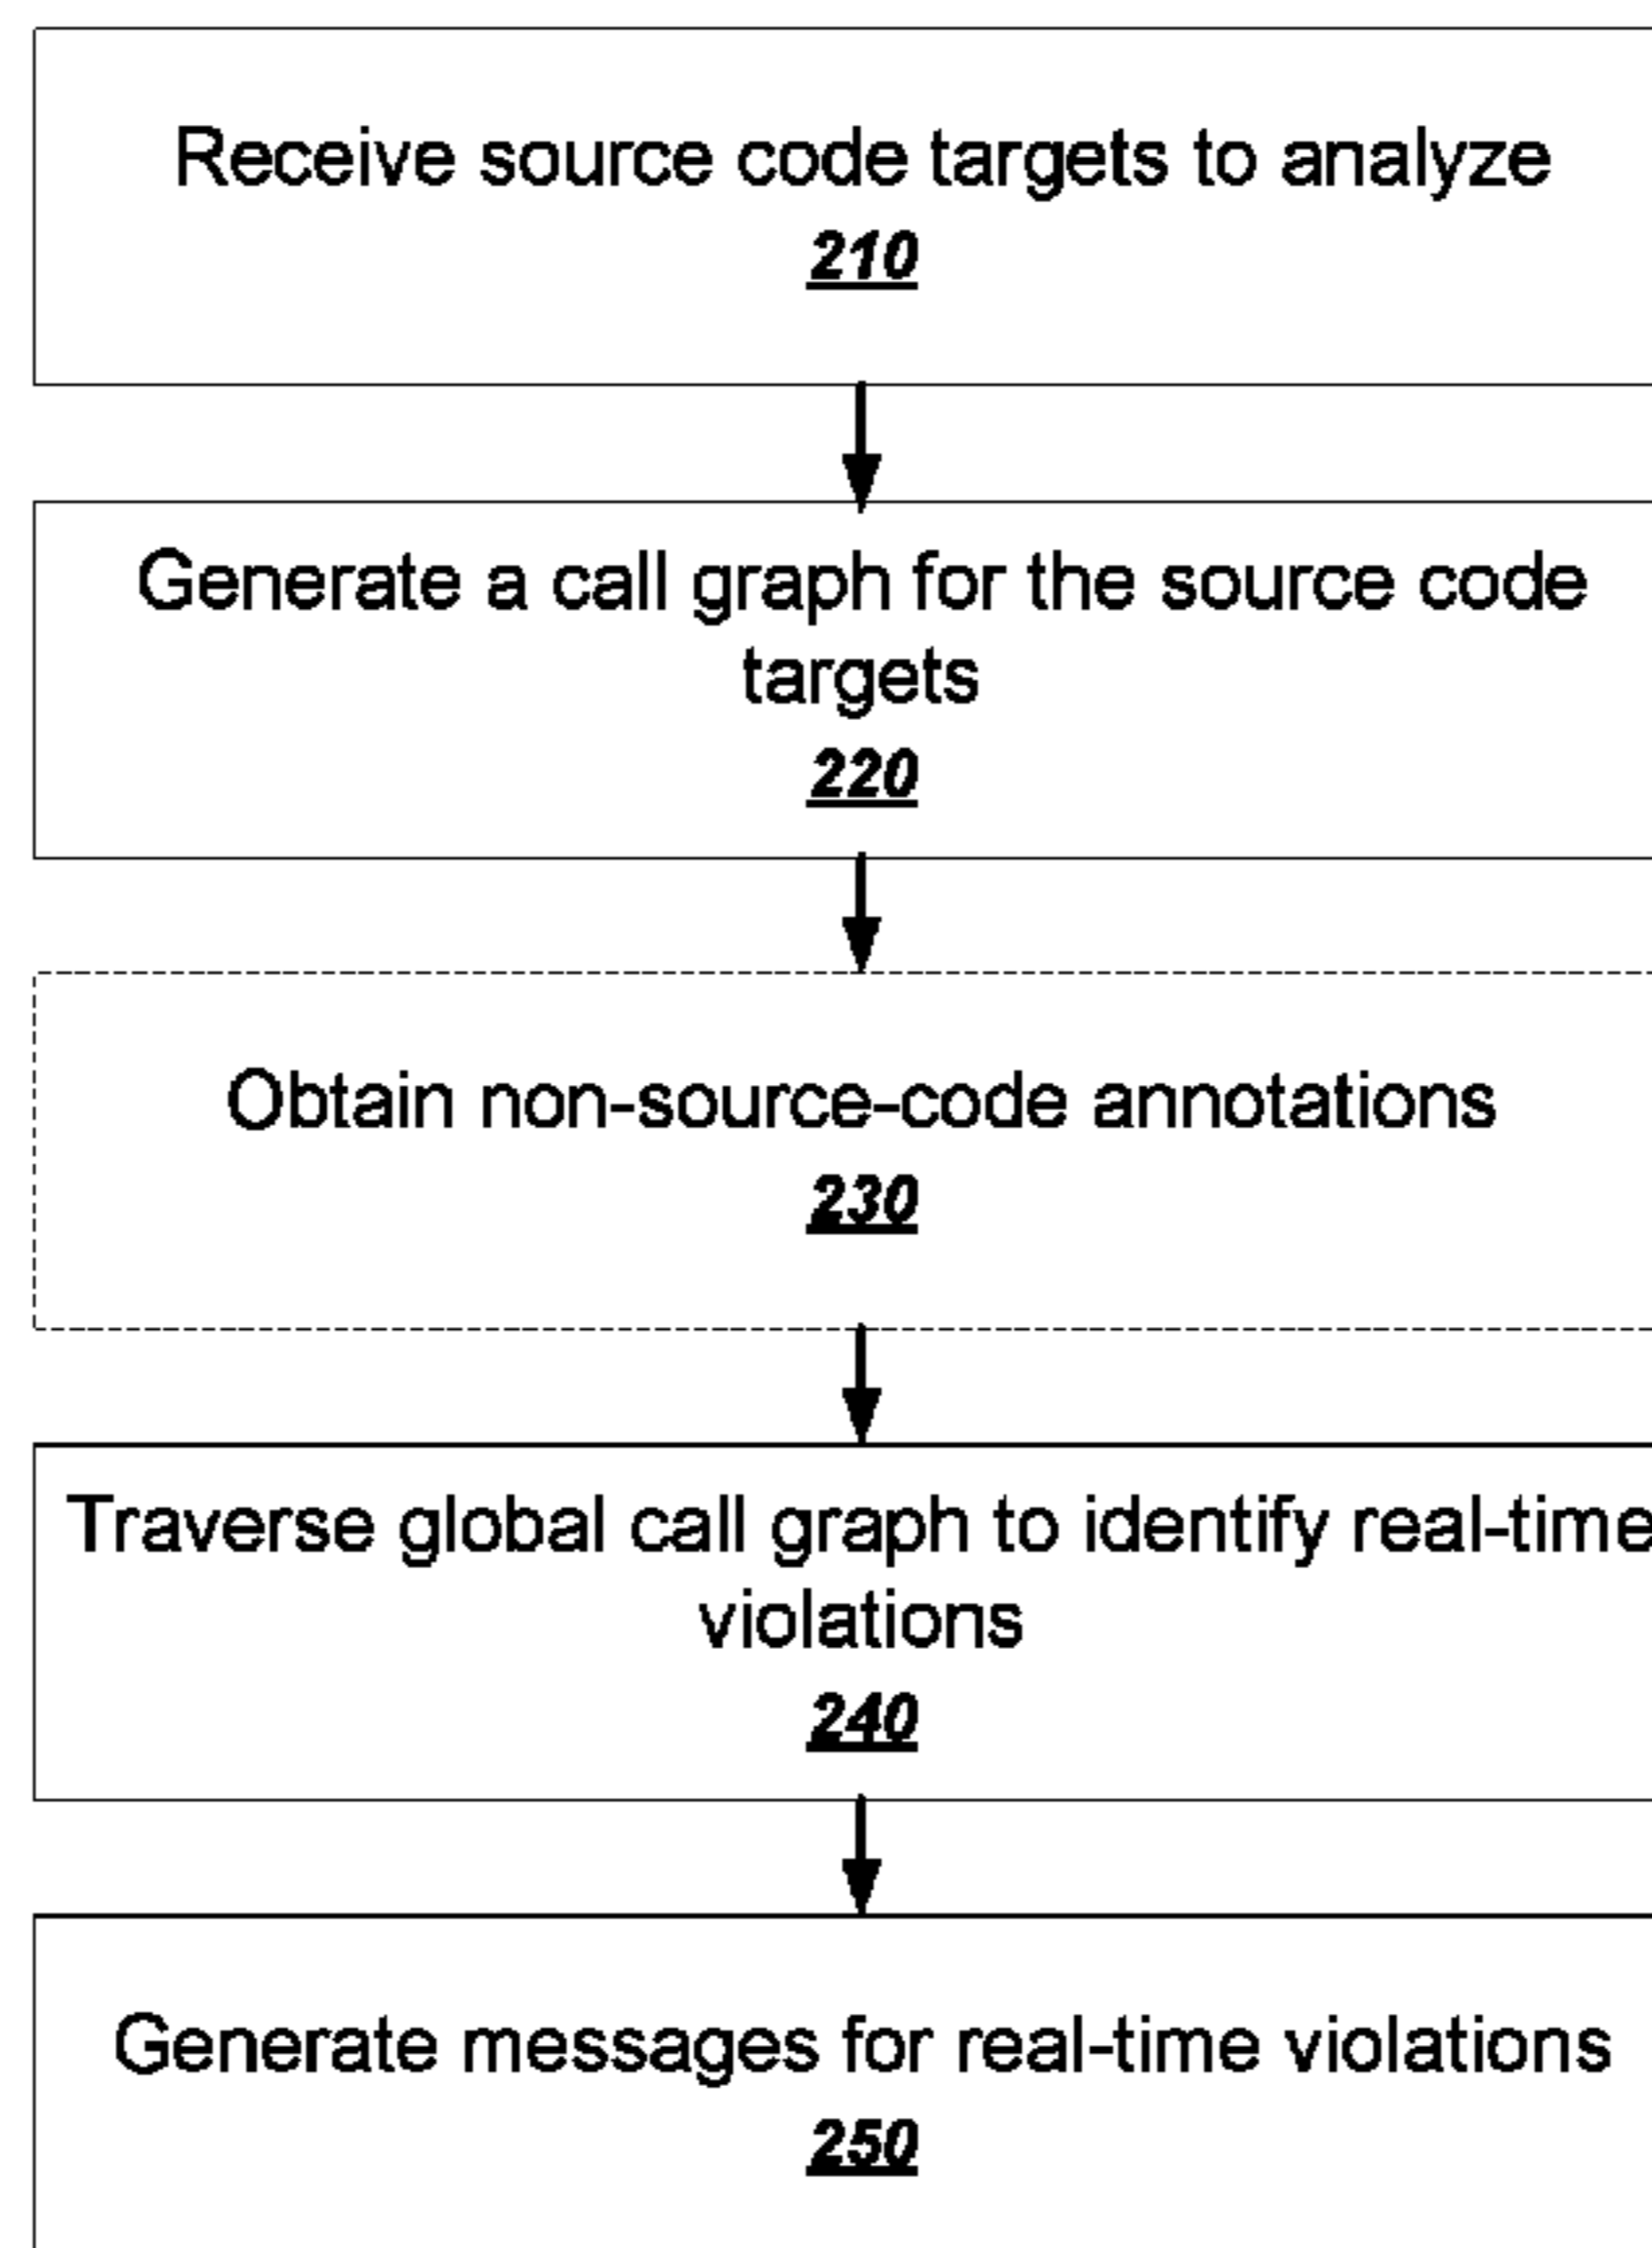 Receive source code targets to analyze
210
Generate a call graph for the source code
targets
220
Obtain non-source-code annotations
230
Traverse global call graph to identify real-time
violations
240
Generate messages for real-time violations
250